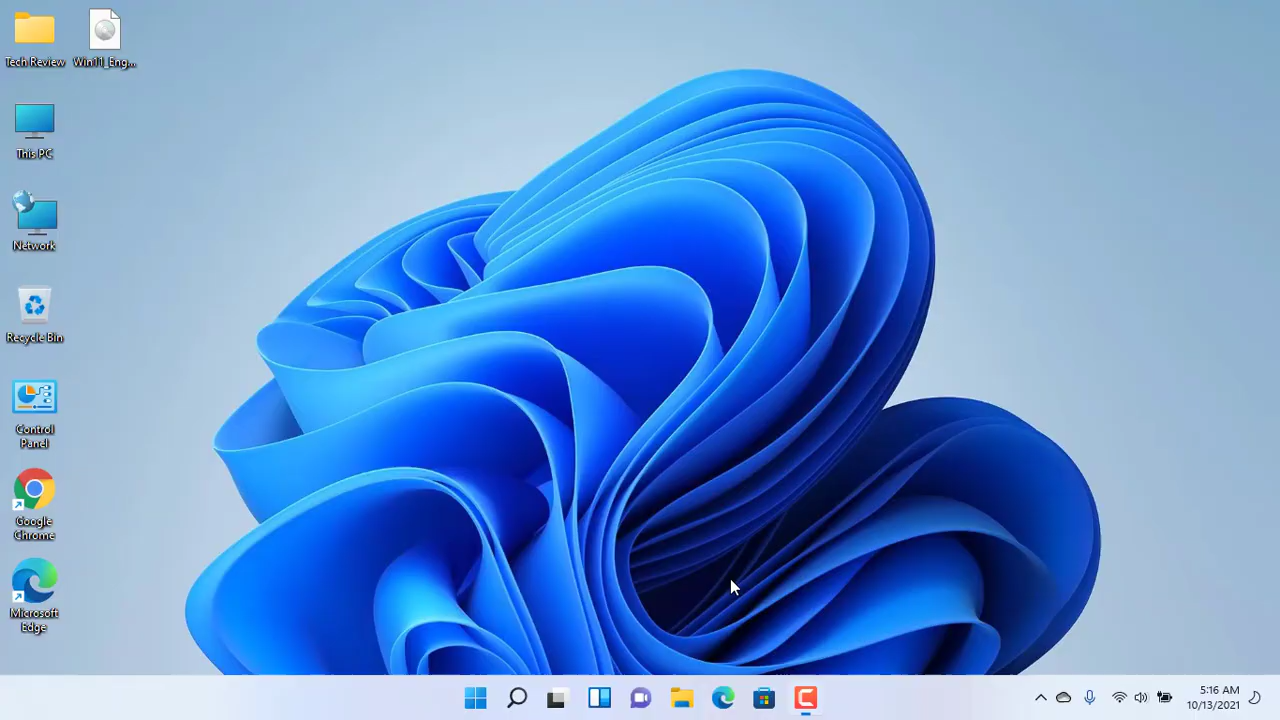 Tech Review
Win11_Eng...
This PC
Network
Recycle Bin
Control
Panel
Google
Chrome
Microsoft
Edge
5:16 AM
10/13/2021